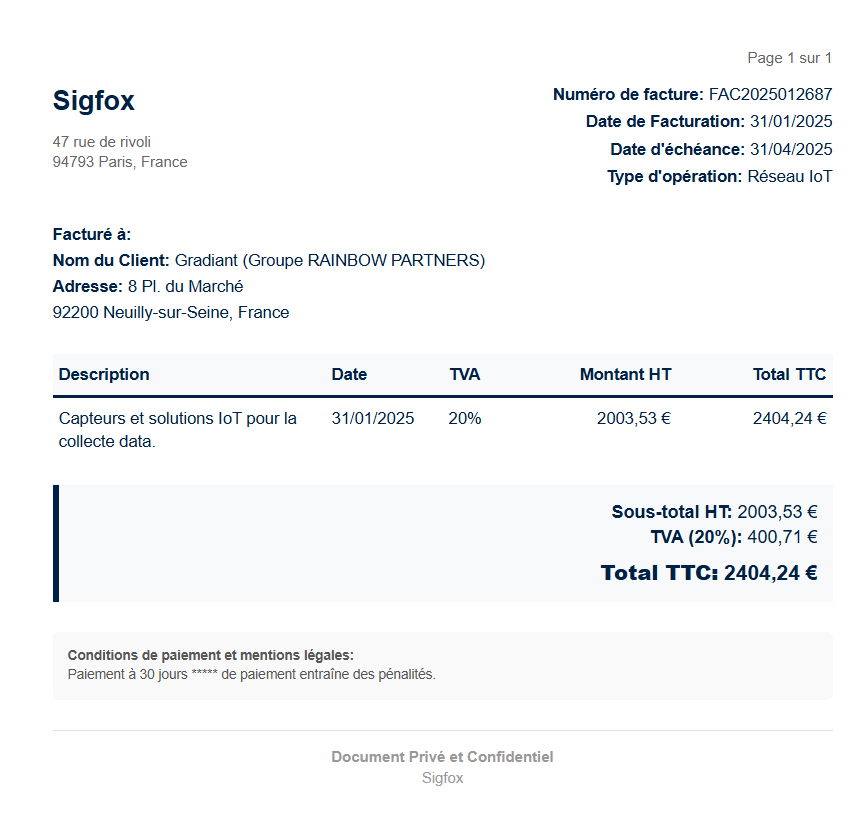 Page 1 sur 1
Sigfox
47 rue de rivoli
94793 Paris, France
Numéro de facture: FAC2025012687
Date de Facturation: 31/01/2025
Date d'échéance: 31/04/2025
Type d'opération: Réseau IoT
Facturé à:
Nom du Client: Gradiant (Groupe RAINBOW PARTNERS)
Adresse: 8 Pl. du Marché
92200 Neuilly-sur-Seine, France
Description Date TVA Montant HT Total TTC
Capteurs et solutions IoT pour la 31/01/2025 20% 2003,53 € 2404,24 €
collecte data.
Sous-total HT: 2003,53 €
TVA (20%): 400,71 €
Total TTC: 2404,24 €
Conditions de paiement et mentions légales:
Paiement à 30 jours ***** de paiement entraîne des pénalités.
Document Privé et Confidentiel
Sigfox